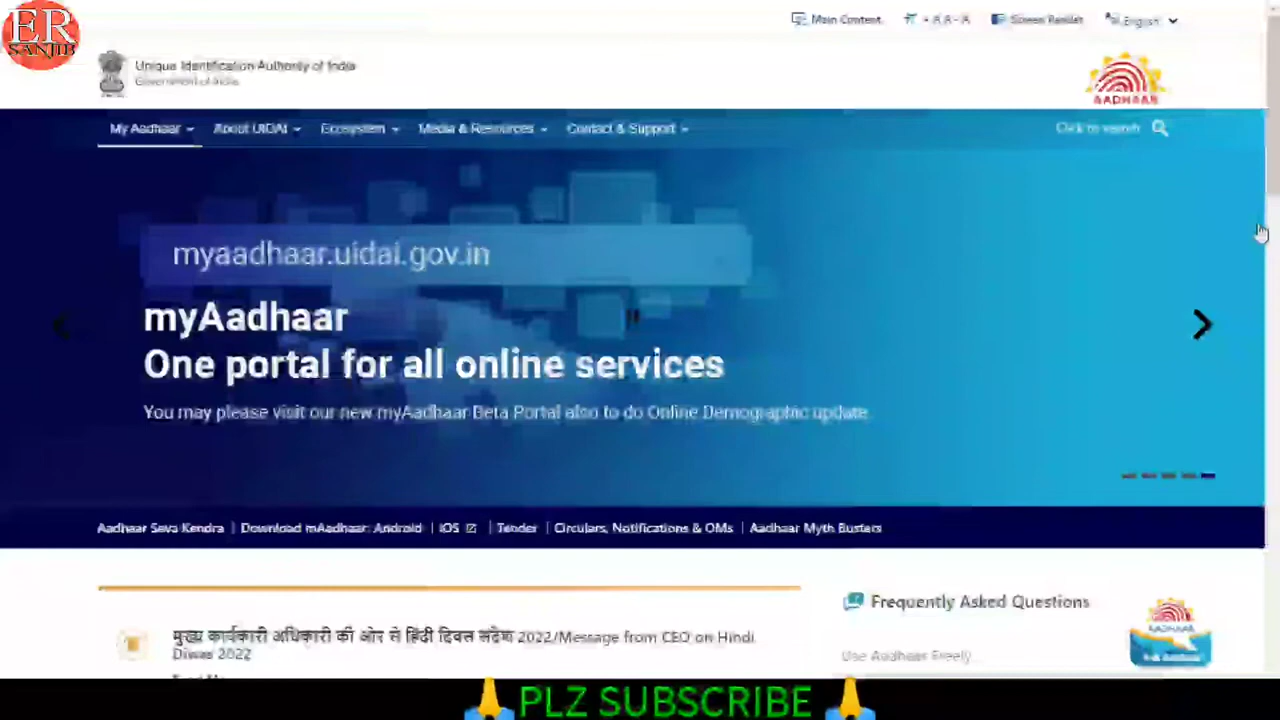 ER
SANJIB
Main Content
+ A A - A
Screen Reader
English
Unique Identification Authority of India
Government of India
AADHAAR
My Aadhaar
About UIDAI
Ecosystem
Media & Resources
Contact & Support
Click to search
myaadhaar.uidai.gov.in
myAadhaar
One portal for all online services
You may please visit our new myAadhaar Beta Portal also to do Online Demographic update.
Aadhaar Seva Kendra | Download mAadhaar: Android | iOS | Tender | Circulars, Notifications & OMs | Aadhaar Myth Busters
मुख्य कार्यकारी अधिकारी की ओर से हिंदी दिवस संदेश 2022/Message from CEO on Hindi
Diwas 2022
Frequently Asked Questions
Use Aadhaar Freely
AADHAAR
PLZ SUBSCRIBE